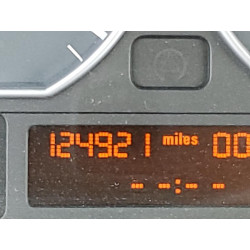 124921 miles 00
-- -- : -- --